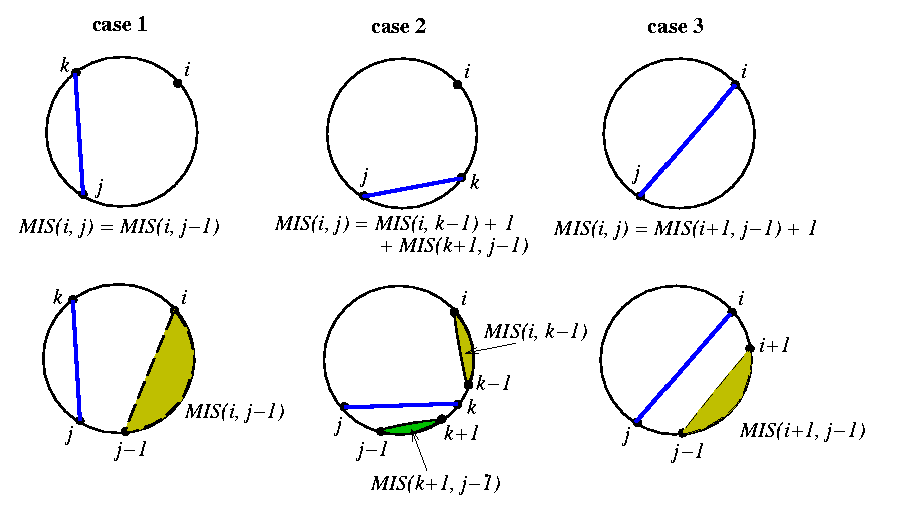 case 1
case 2
case 3
k
i
j
MIS(i, j) = MIS(i, j−1)
i
j
k
MIS(i, j) = MIS(i, k−1) + 1
+ MIS(k+1, j−1)
i
j
MIS(i, j) = MIS(i+1, j−1) + 1
k
i
j
j−1
MIS(i, j−1)
i
MIS(i, k−1)
k−1
k
j
k+1
j−1
MIS(k+1, j−1)
i
i+1
j
j−1
MIS(i+1, j−1)